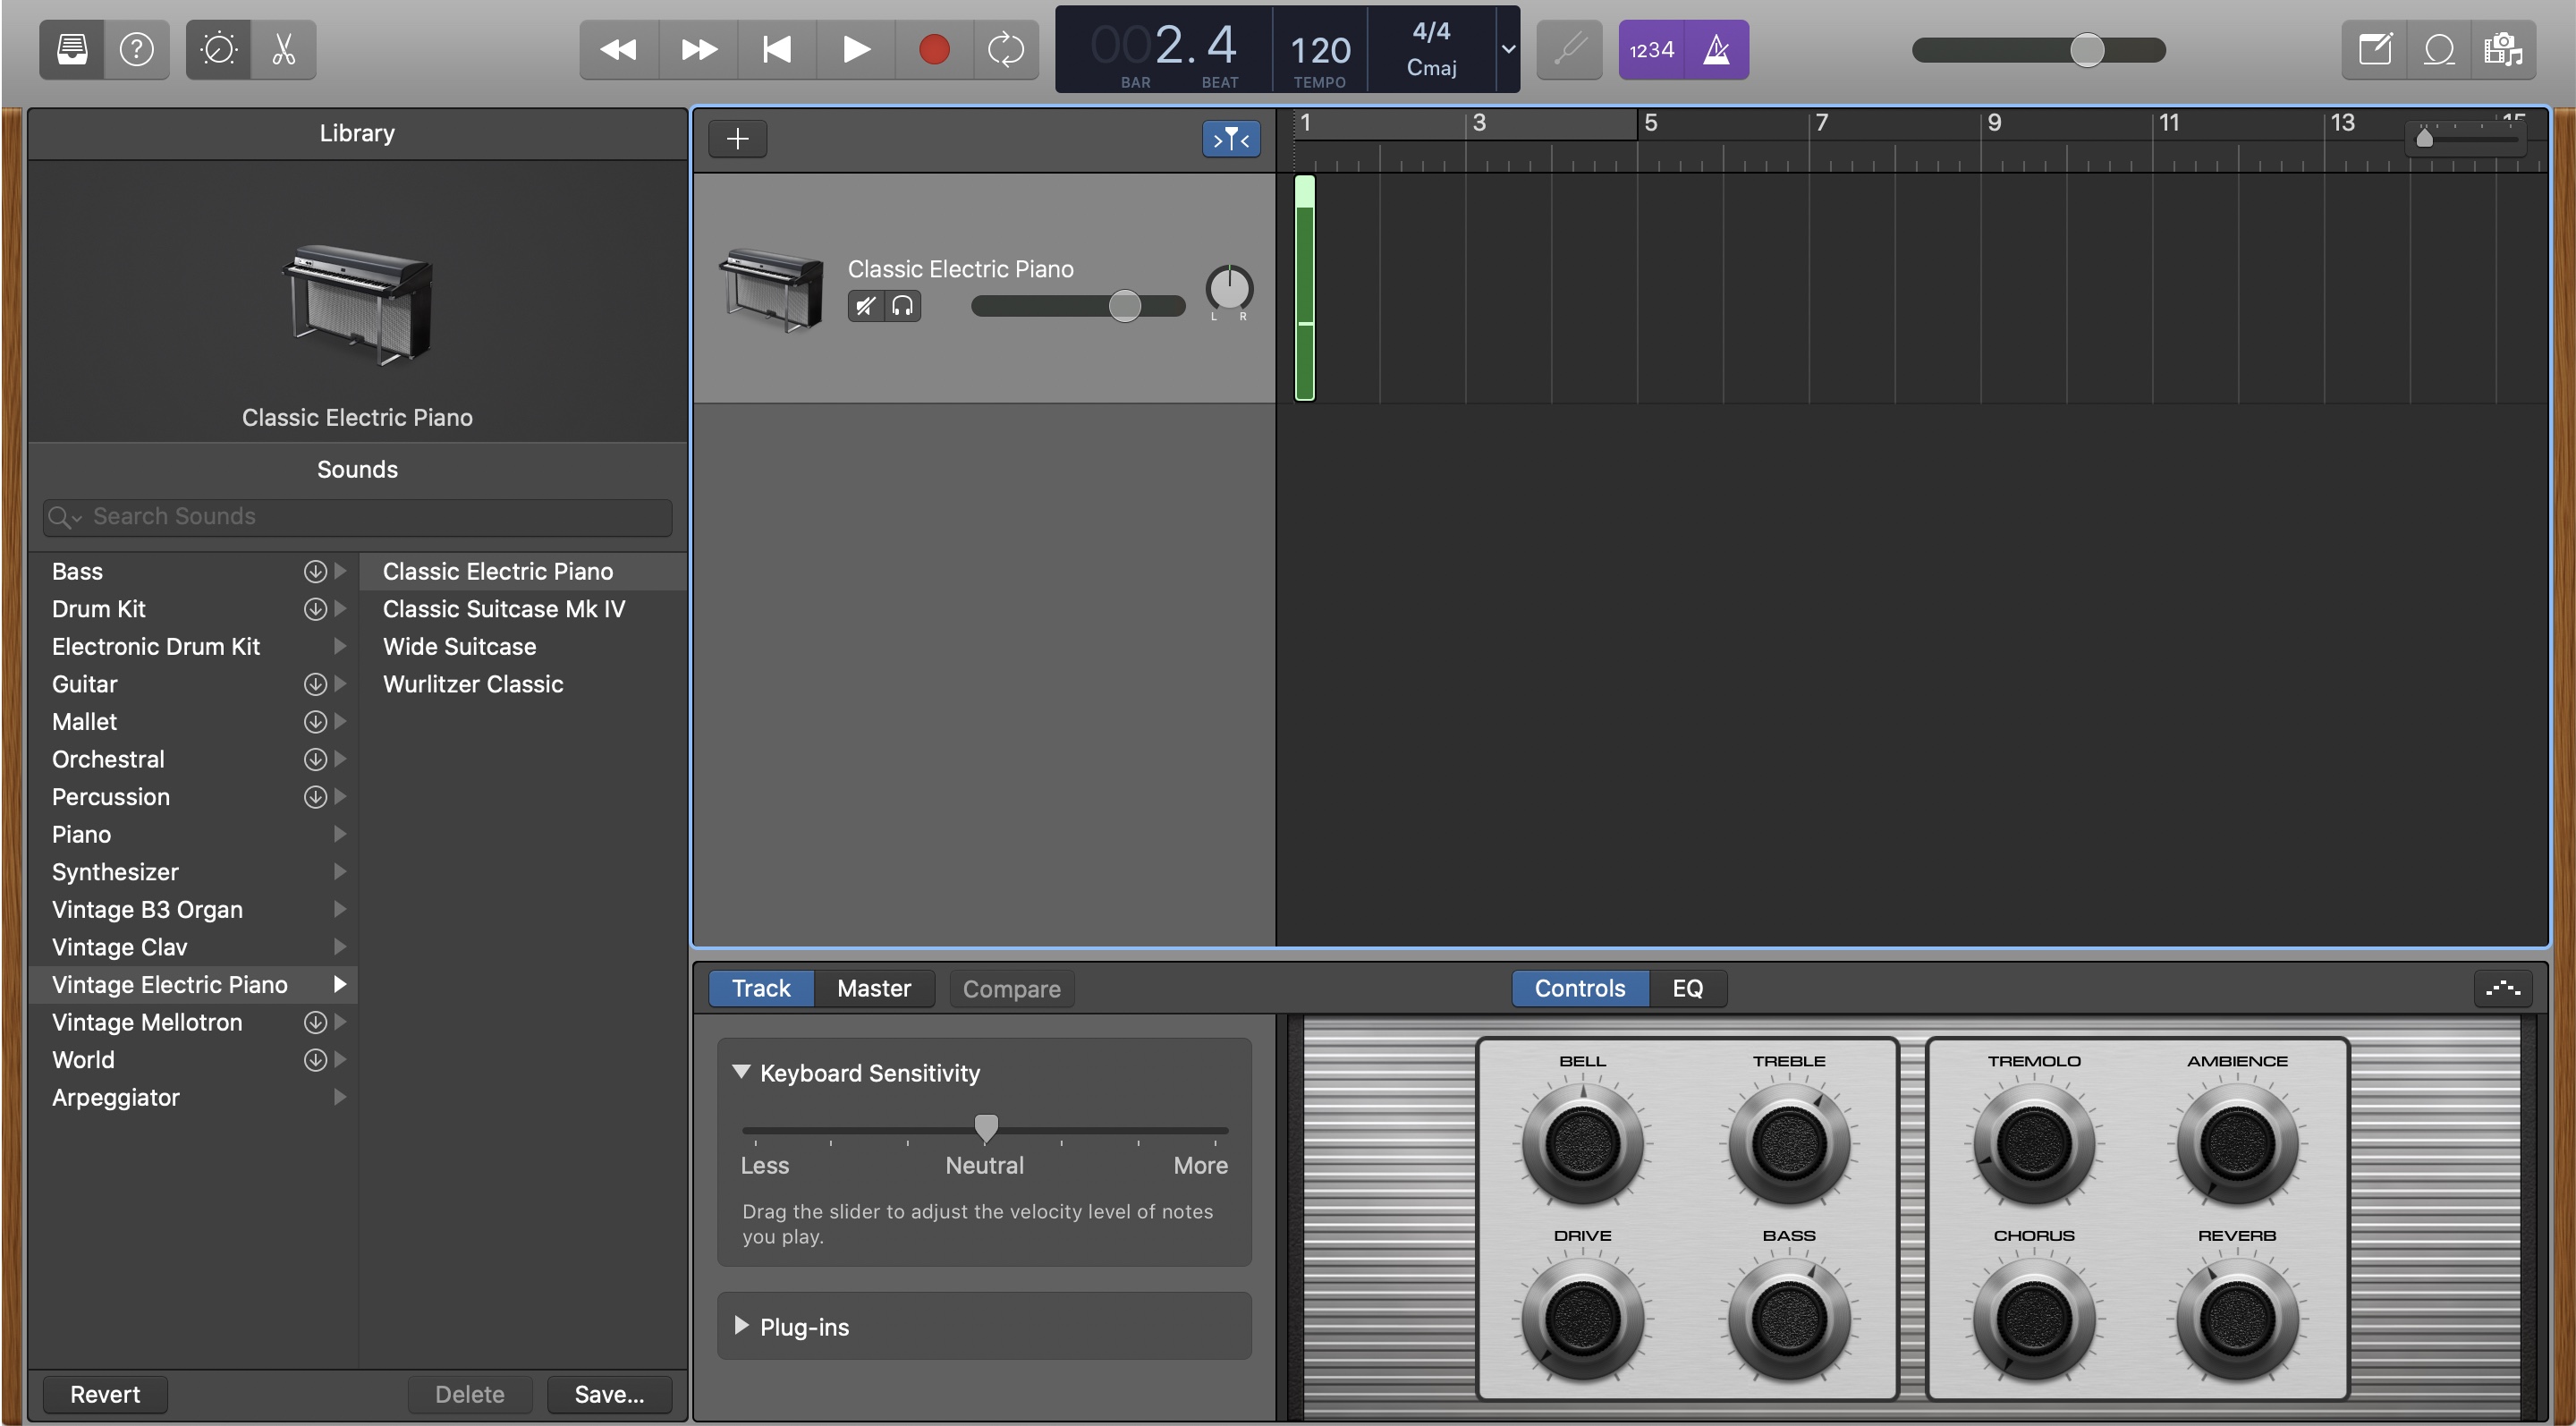 002.4
BAR BEAT
120
TEMPO
4/4
Cmaj
1234
Library
Classic Electric Piano
Sounds
Search Sounds
Bass
Drum Kit
Electronic Drum Kit
Guitar
Mallet
Orchestral
Percussion
Piano
Synthesizer
Vintage B3 Organ
Vintage Clav
Vintage Electric Piano
Vintage Mellotron
World
Arpeggiator
Classic Electric Piano
Classic Suitcase Mk IV
Wide Suitcase
Wurlitzer Classic
Revert Delete Save...
1 3 5 7 9 11 13 15
Classic Electric Piano
L R
Track Master Compare Controls EQ
Keyboard Sensitivity
Less Neutral More
Drag the slider to adjust the velocity level of notes
you play.
Plug-ins
BELL TREBLE TREMOLO AMBIENCE
DRIVE BASS CHORUS REVERB